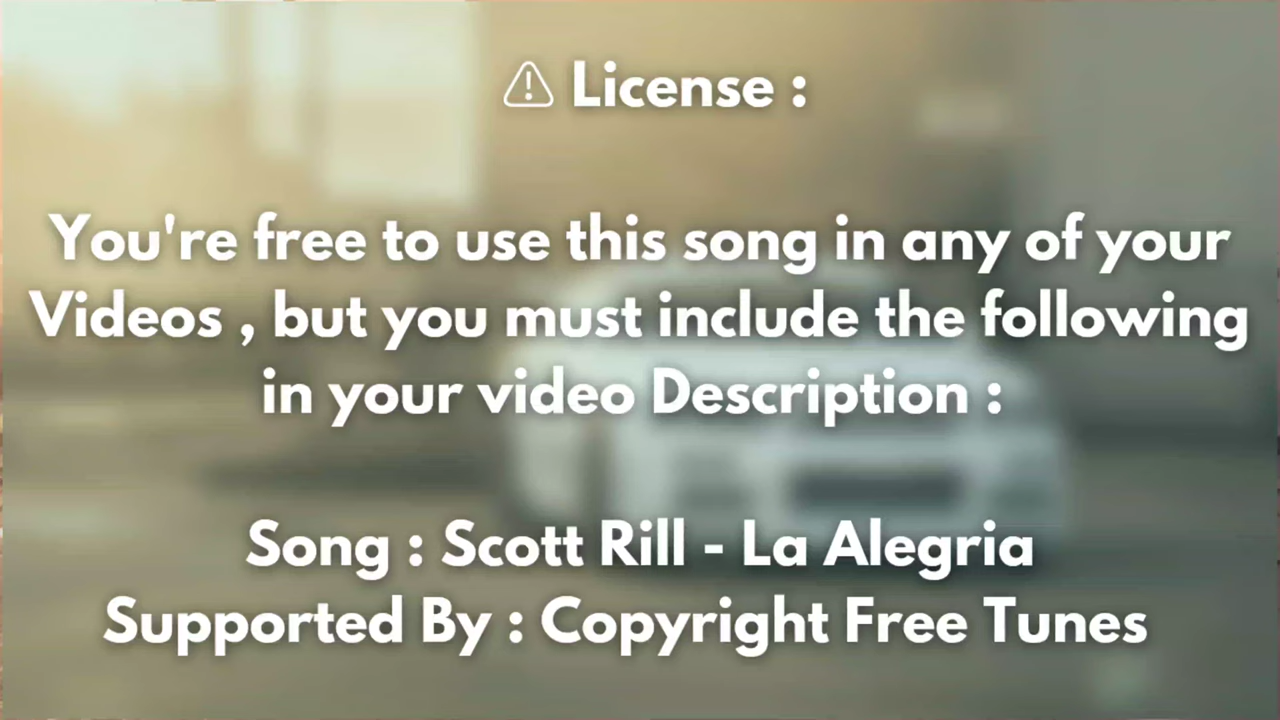 ⚠ License :
You're free to use this song in any of your
Videos , but you must include the following
in your video Description :
Song : Scott Rill - La Alegria
Supported By : Copyright Free Tunes